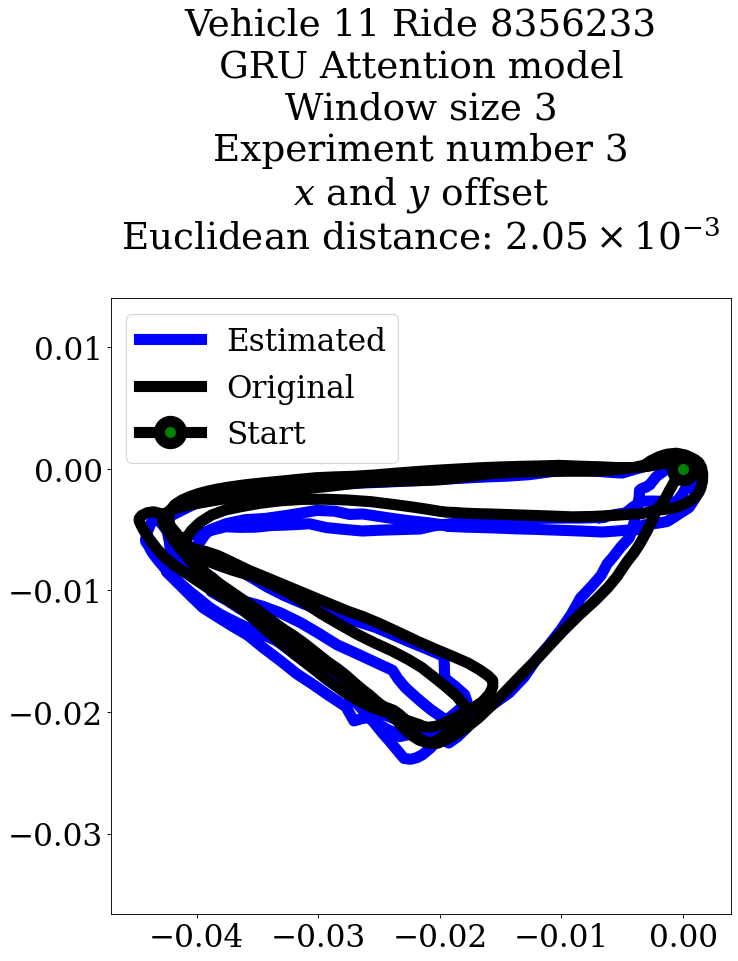 Vehicle 11 Ride 8356233
GRU Attention model
Window size 3
Experiment number 3
x and y offset
Euclidean distance: 2.05 × 10⁻³
Estimated
Original
Start
0.01
0.00
−0.01
−0.02
−0.03
−0.04 −0.03 −0.02 −0.01 0.00